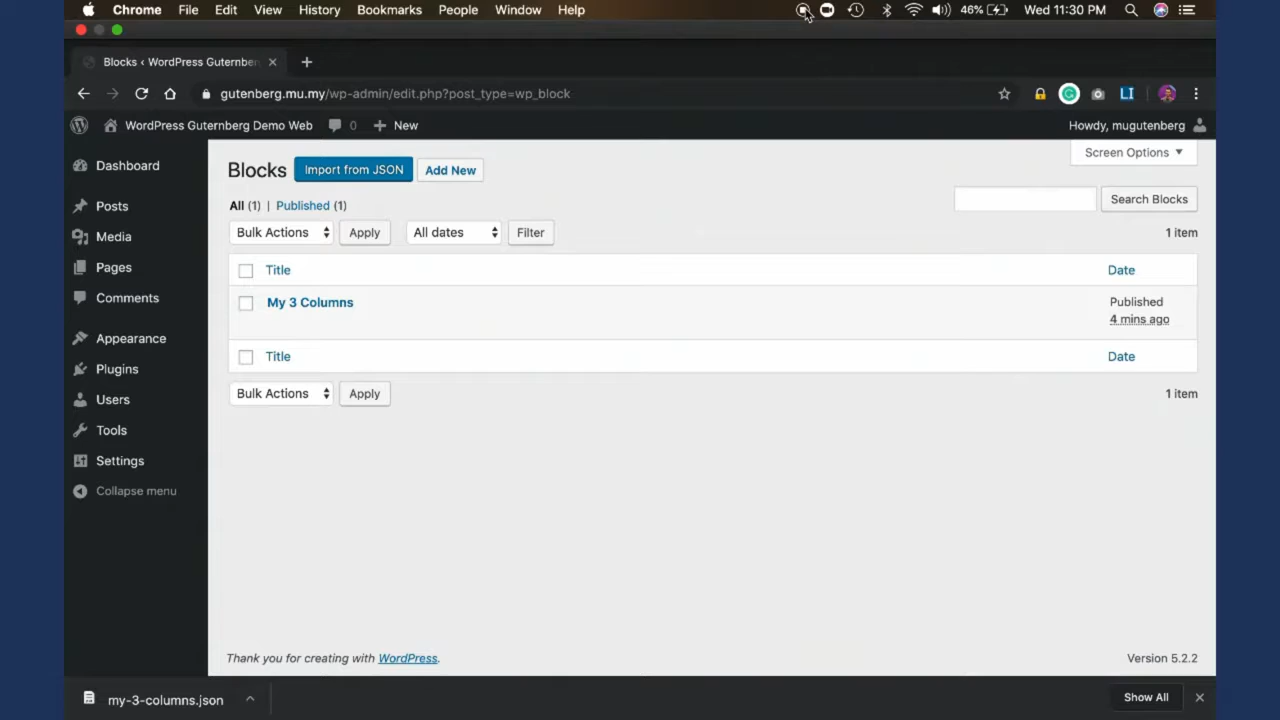 Chrome File Edit View History Bookmarks People Window Help 46% Wed 11:30 PM
Blocks ‹ WordPress Gutenber
gutenberg.mu.my/wp-admin/edit.php?post_type=wp_block LI
WordPress Guternberg Demo Web 0 New Howdy, mugutenberg
Screen Options
Dashboard
Posts
Media
Pages
Comments
Appearance
Plugins
Users
Tools
Settings
Collapse menu
Blocks Import from JSON Add New
All (1) | Published (1)
Search Blocks
Bulk Actions Apply All dates Filter 1 item
Title Date
My 3 Columns Published
4 mins ago
Title Date
Bulk Actions Apply 1 item
Thank you for creating with WordPress. Version 5.2.2
my-3-columns.json Show All